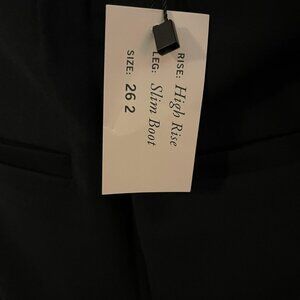 RISE: High Rise
LEG: Slim Boot
SIZE: 26 2